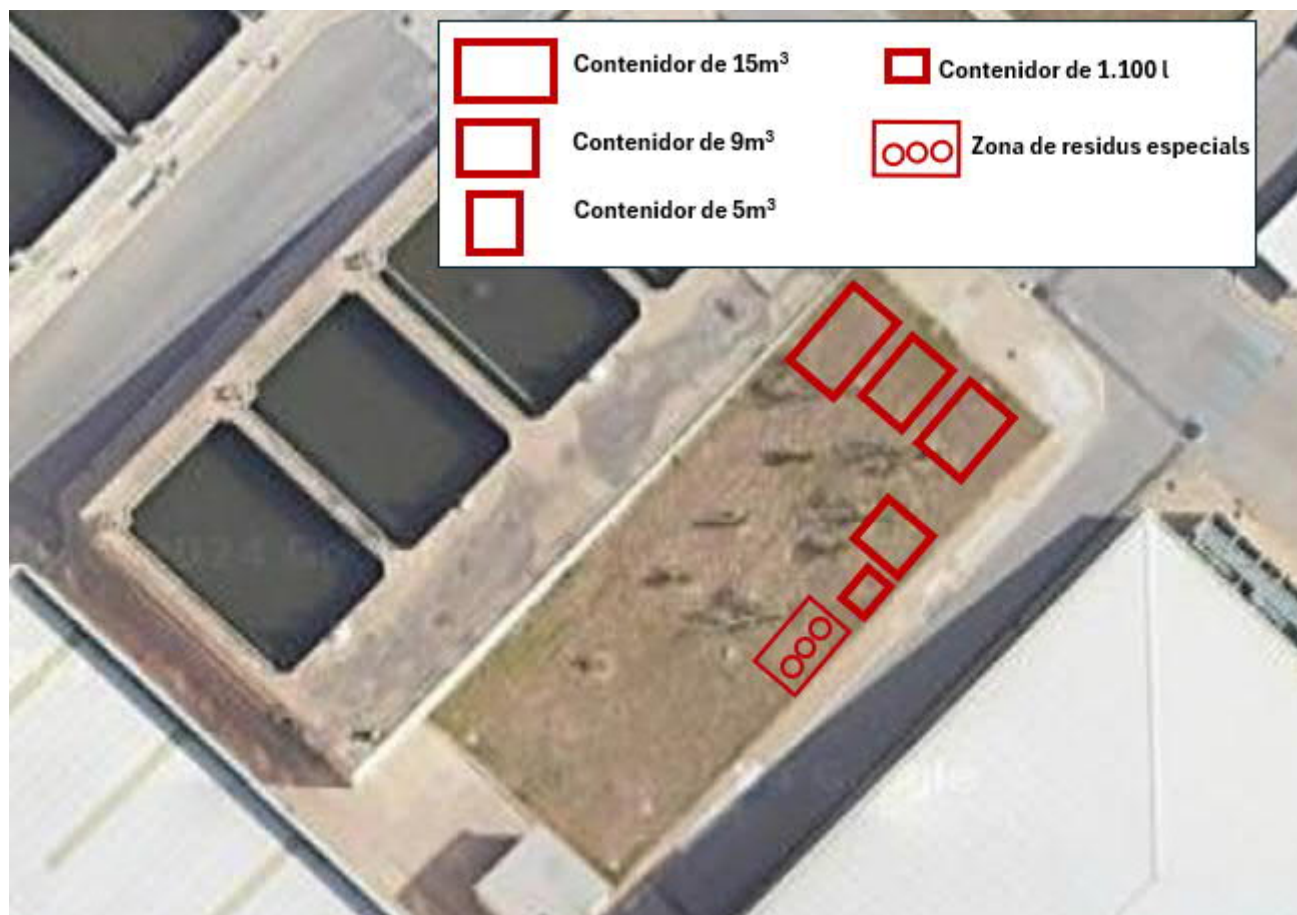 Contenidor de 15m³
Contenidor de 9m³
Contenidor de 5m³
Contenidor de 1.100 l
Zona de residus especials